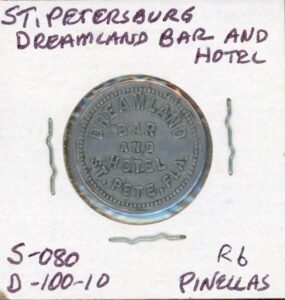 ST. PETERSBURG
DREAMLAND BAR AND
HOTEL
DREAMLAND
BAR
AND
HOTEL
ST. PETE, FLA.
S-080
R6
D-100-10
PINELLAS